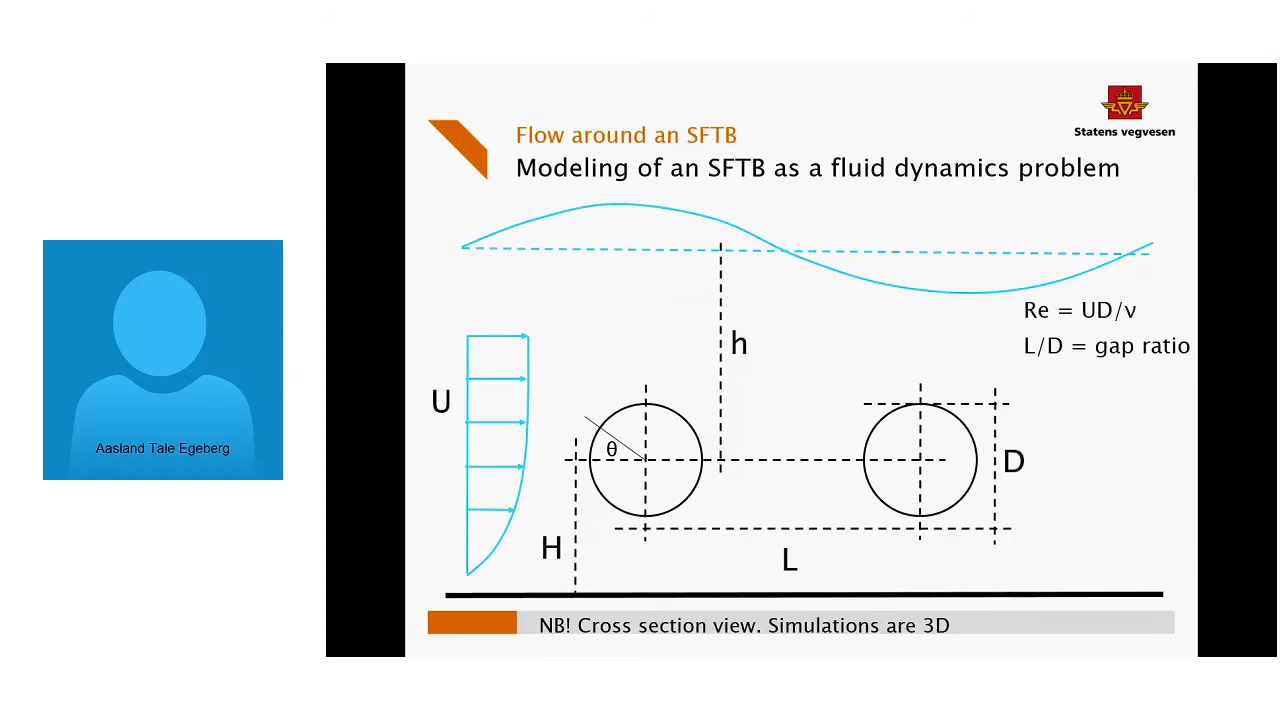 Statens vegvesen
Flow around an SFTB
Modeling of an SFTB as a fluid dynamics problem
Re = UD/ν
L/D = gap ratio
h
U
θ
D
H
L
Aasland Tale Egeberg
NB! Cross section view. Simulations are 3D